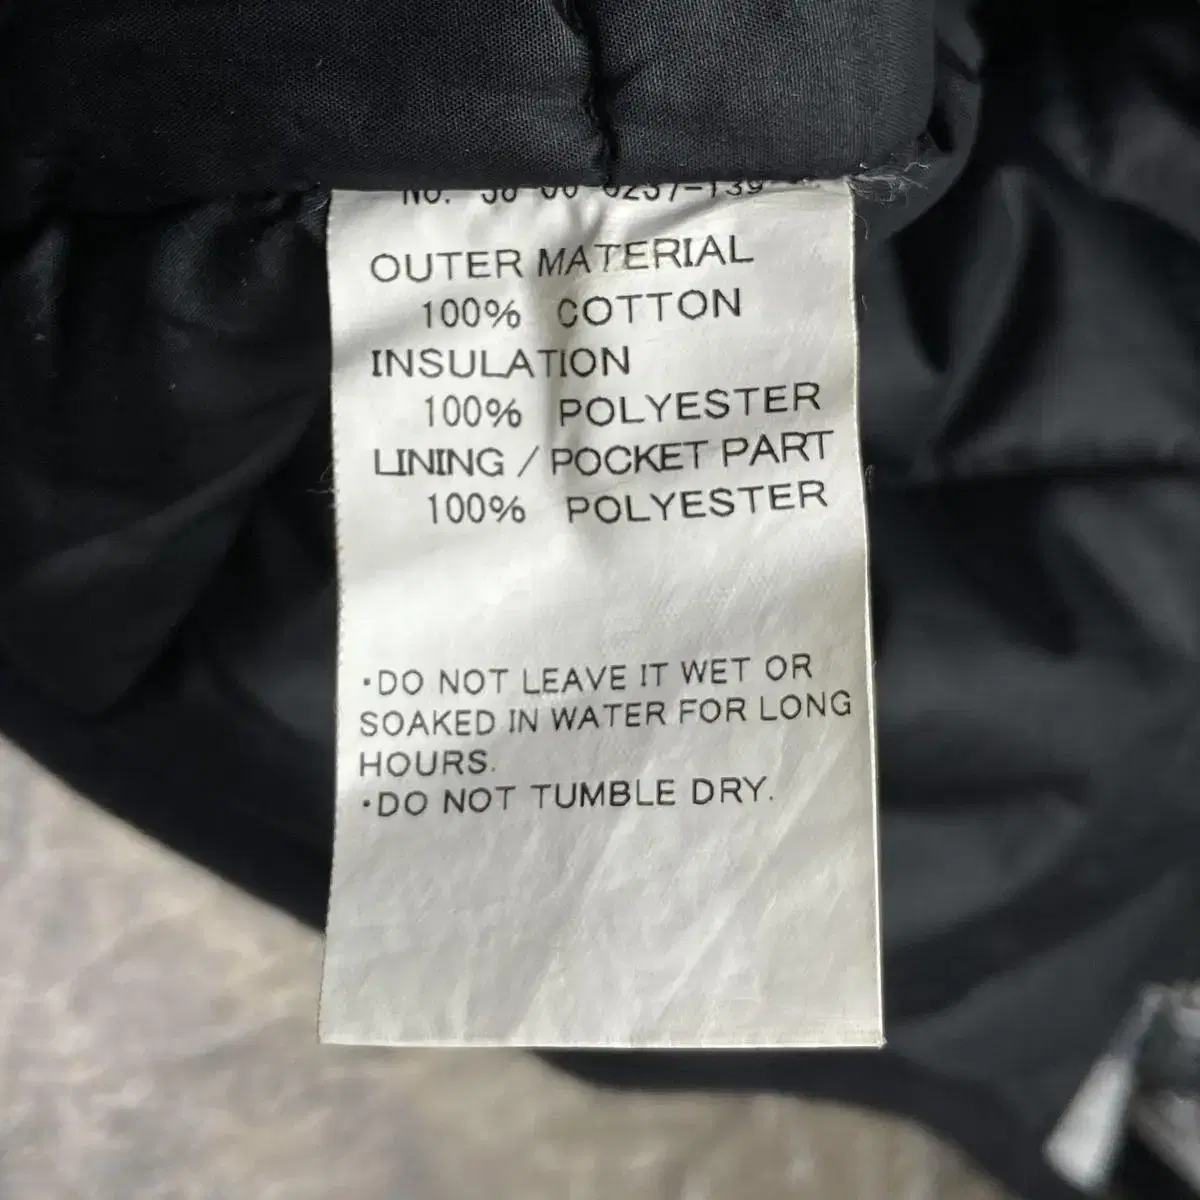 NO.
OUTER MATERIAL
100% COTTON
INSULATION
100% POLYESTER
LINING / POCKET PART
100% POLYESTER
・DO NOT LEAVE IT WET OR
SOAKED IN WATER FOR LONG
HOURS.
・DO NOT TUMBLE DRY.